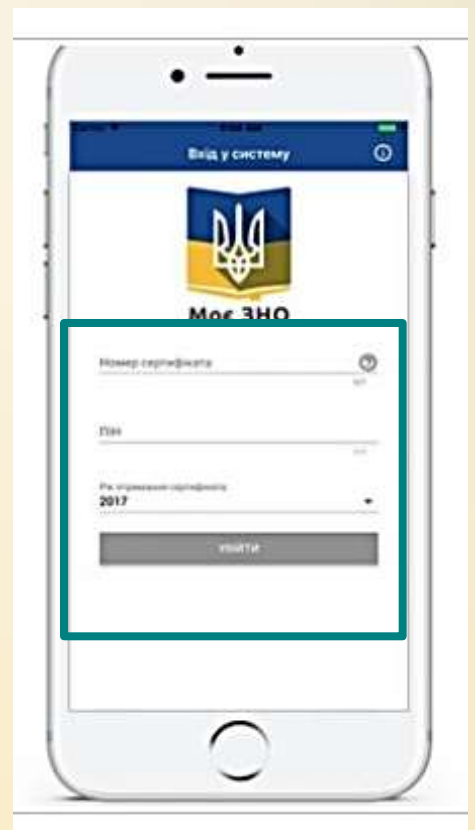 Вхід у систему
Моє ЗНО
Номер сертифіката
Пін
Рік отримання сертифіката
2017
УВІЙТИ